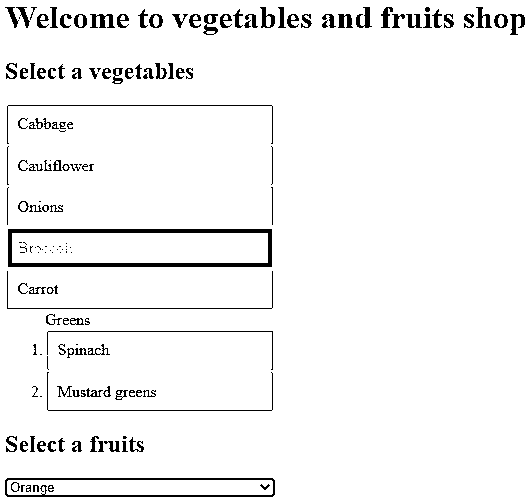 Welcome to vegetables and fruits shop
Select a vegetables
Cabbage
Cauliflower
Onions
Broccoli
Carrot
Greens
1. Spinach
2. Mustard greens
Select a fruits
Orange